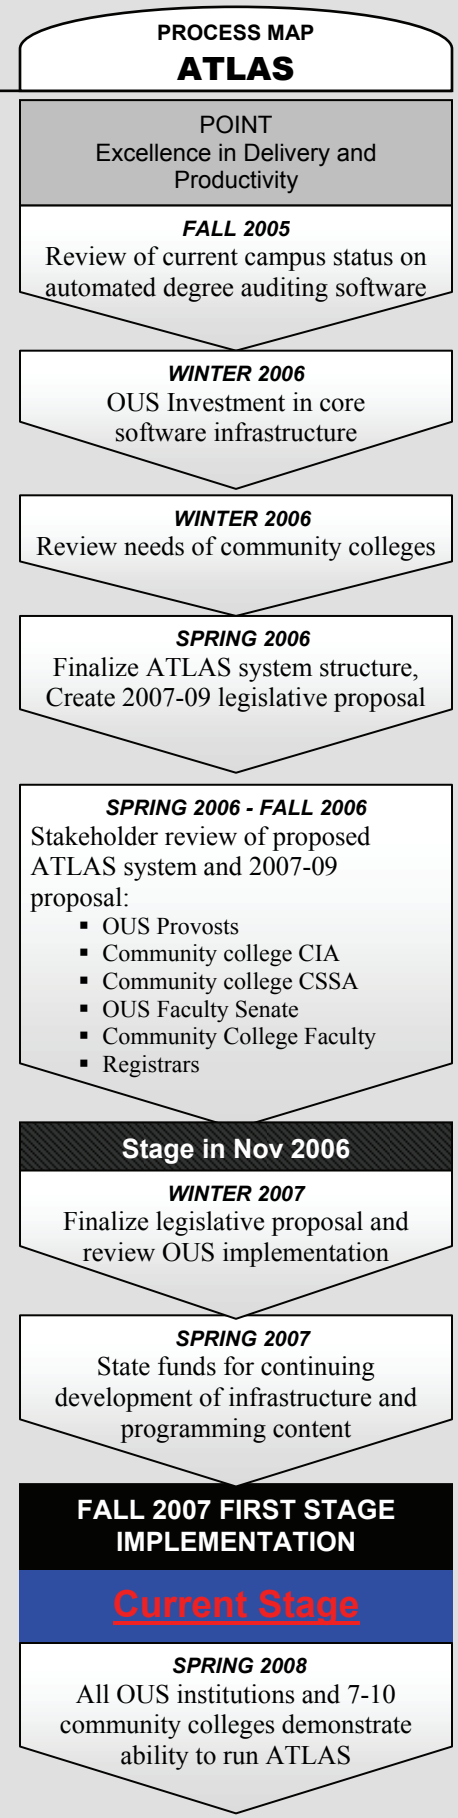 PROCESS MAP
ATLAS
POINT
Excellence in Delivery and
Productivity
FALL 2005
Review of current campus status on
automated degree auditing software
WINTER 2006
OUS Investment in core
software infrastructure
WINTER 2006
Review needs of community colleges
SPRING 2006
Finalize ATLAS system structure,
Create 2007-09 legislative proposal
SPRING 2006 - FALL 2006
Stakeholder review of proposed
ATLAS system and 2007-09
proposal:
▪ OUS Provosts
▪ Community college CIA
▪ Community college CSSA
▪ OUS Faculty Senate
▪ Community College Faculty
▪ Registrars
Stage in Nov 2006
WINTER 2007
Finalize legislative proposal and
review OUS implementation
SPRING 2007
State funds for continuing
development of infrastructure and
programming content
FALL 2007 FIRST STAGE
IMPLEMENTATION
Current Stage
SPRING 2008
All OUS institutions and 7-10
community colleges demonstrate
ability to run ATLAS